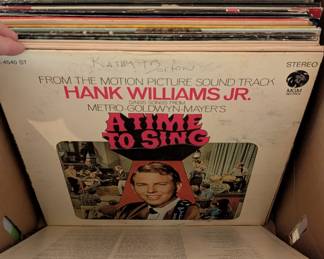 4540 ST
STEREO
FROM THE MOTION PICTURE SOUND TRACK
HANK WILLIAMS JR.
SINGS SONGS FROM
METRO-GOLDWYN-MAYER'S
A TIME
TO SING
MGM